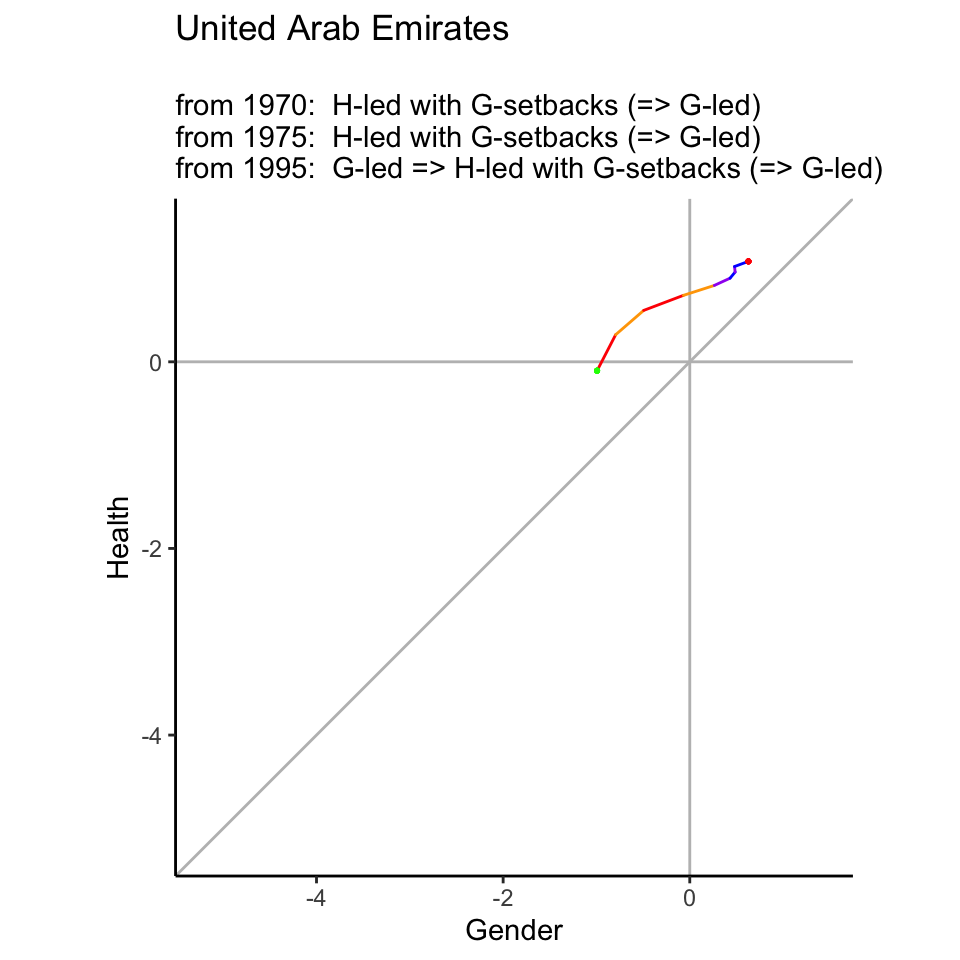 United Arab Emirates
from 1970:  H-led with G-setbacks (=> G-led)
from 1975:  H-led with G-setbacks (=> G-led)
from 1995:  G-led => H-led with G-setbacks (=> G-led)
Health
0
-2
-4
-4
-2
0
Gender